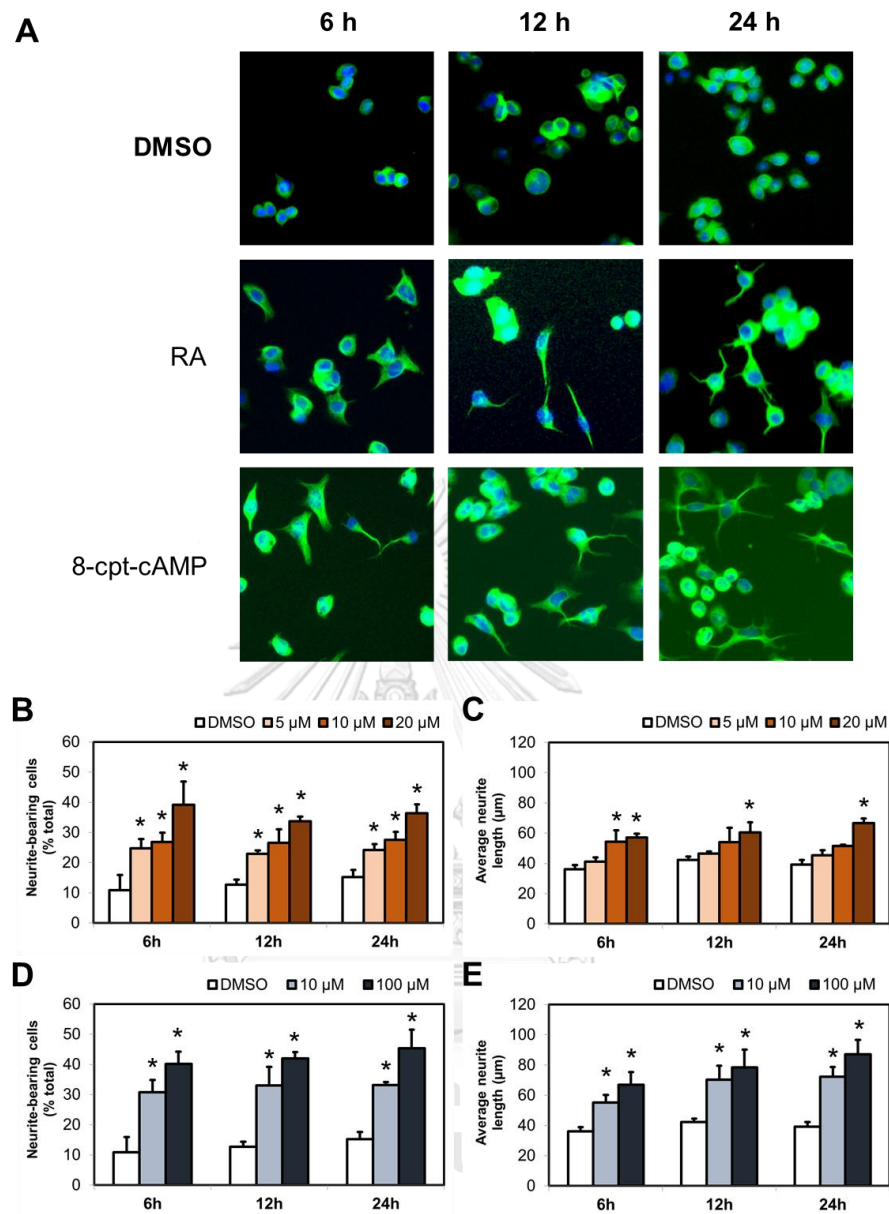 A
6 h 12 h 24 h
DMSO
RA
8-cpt-cAMP
B
DMSO 5 μM 10 μM 20 μM
Neurite-bearing cells
(% total)
60
50
40
30
20
10
0
* * *
* * *
* * *
6h 12h 24h
C
DMSO 5 μM 10 μM 20 μM
Average neurite
length (μm)
120
100
80
60
40
20
0
* *
*
*
6h 12h 24h
D
DMSO 10 μM 100 μM
Neurite-bearing cells
(% total)
60
50
40
30
20
10
0
* *
* *
* *
6h 12h 24h
E
DMSO 10 μM 100 μM
Average neurite
length (μm)
120
100
80
60
40
20
0
* *
* *
* *
6h 12h 24h